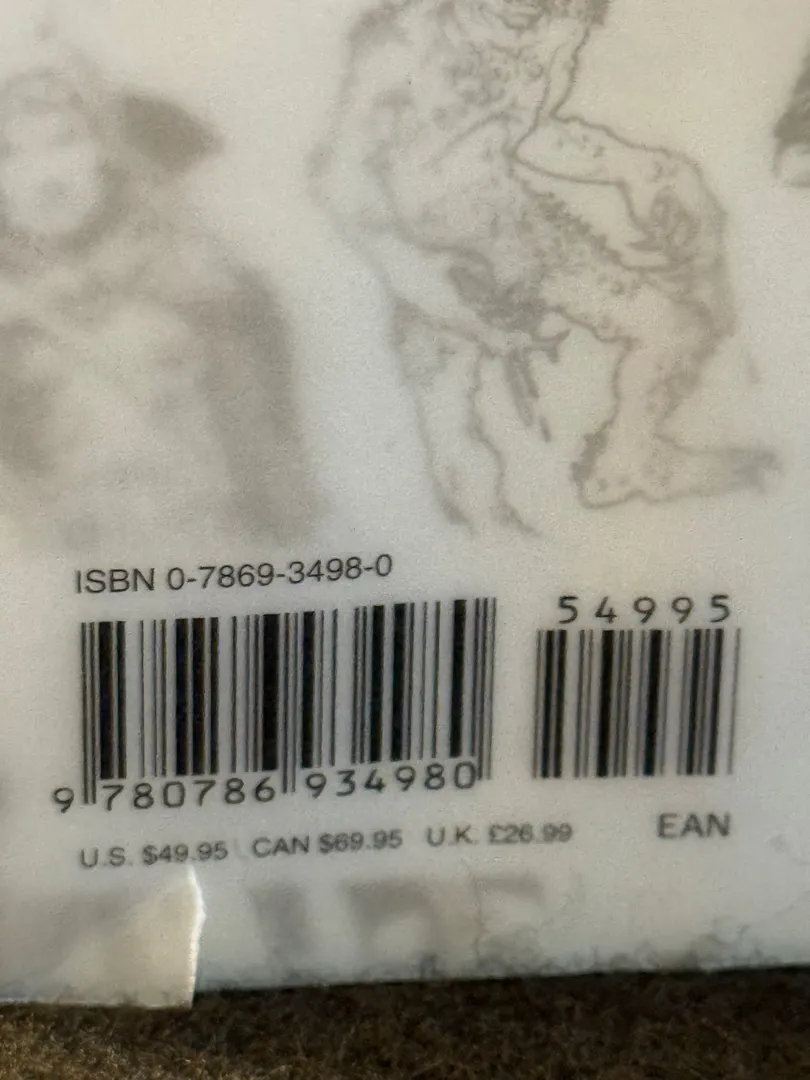 ISBN 0-7869-3498-0
54995
9 780786 934980
U.S. $49.95 CAN $69.95 U.K. £26.99
EAN